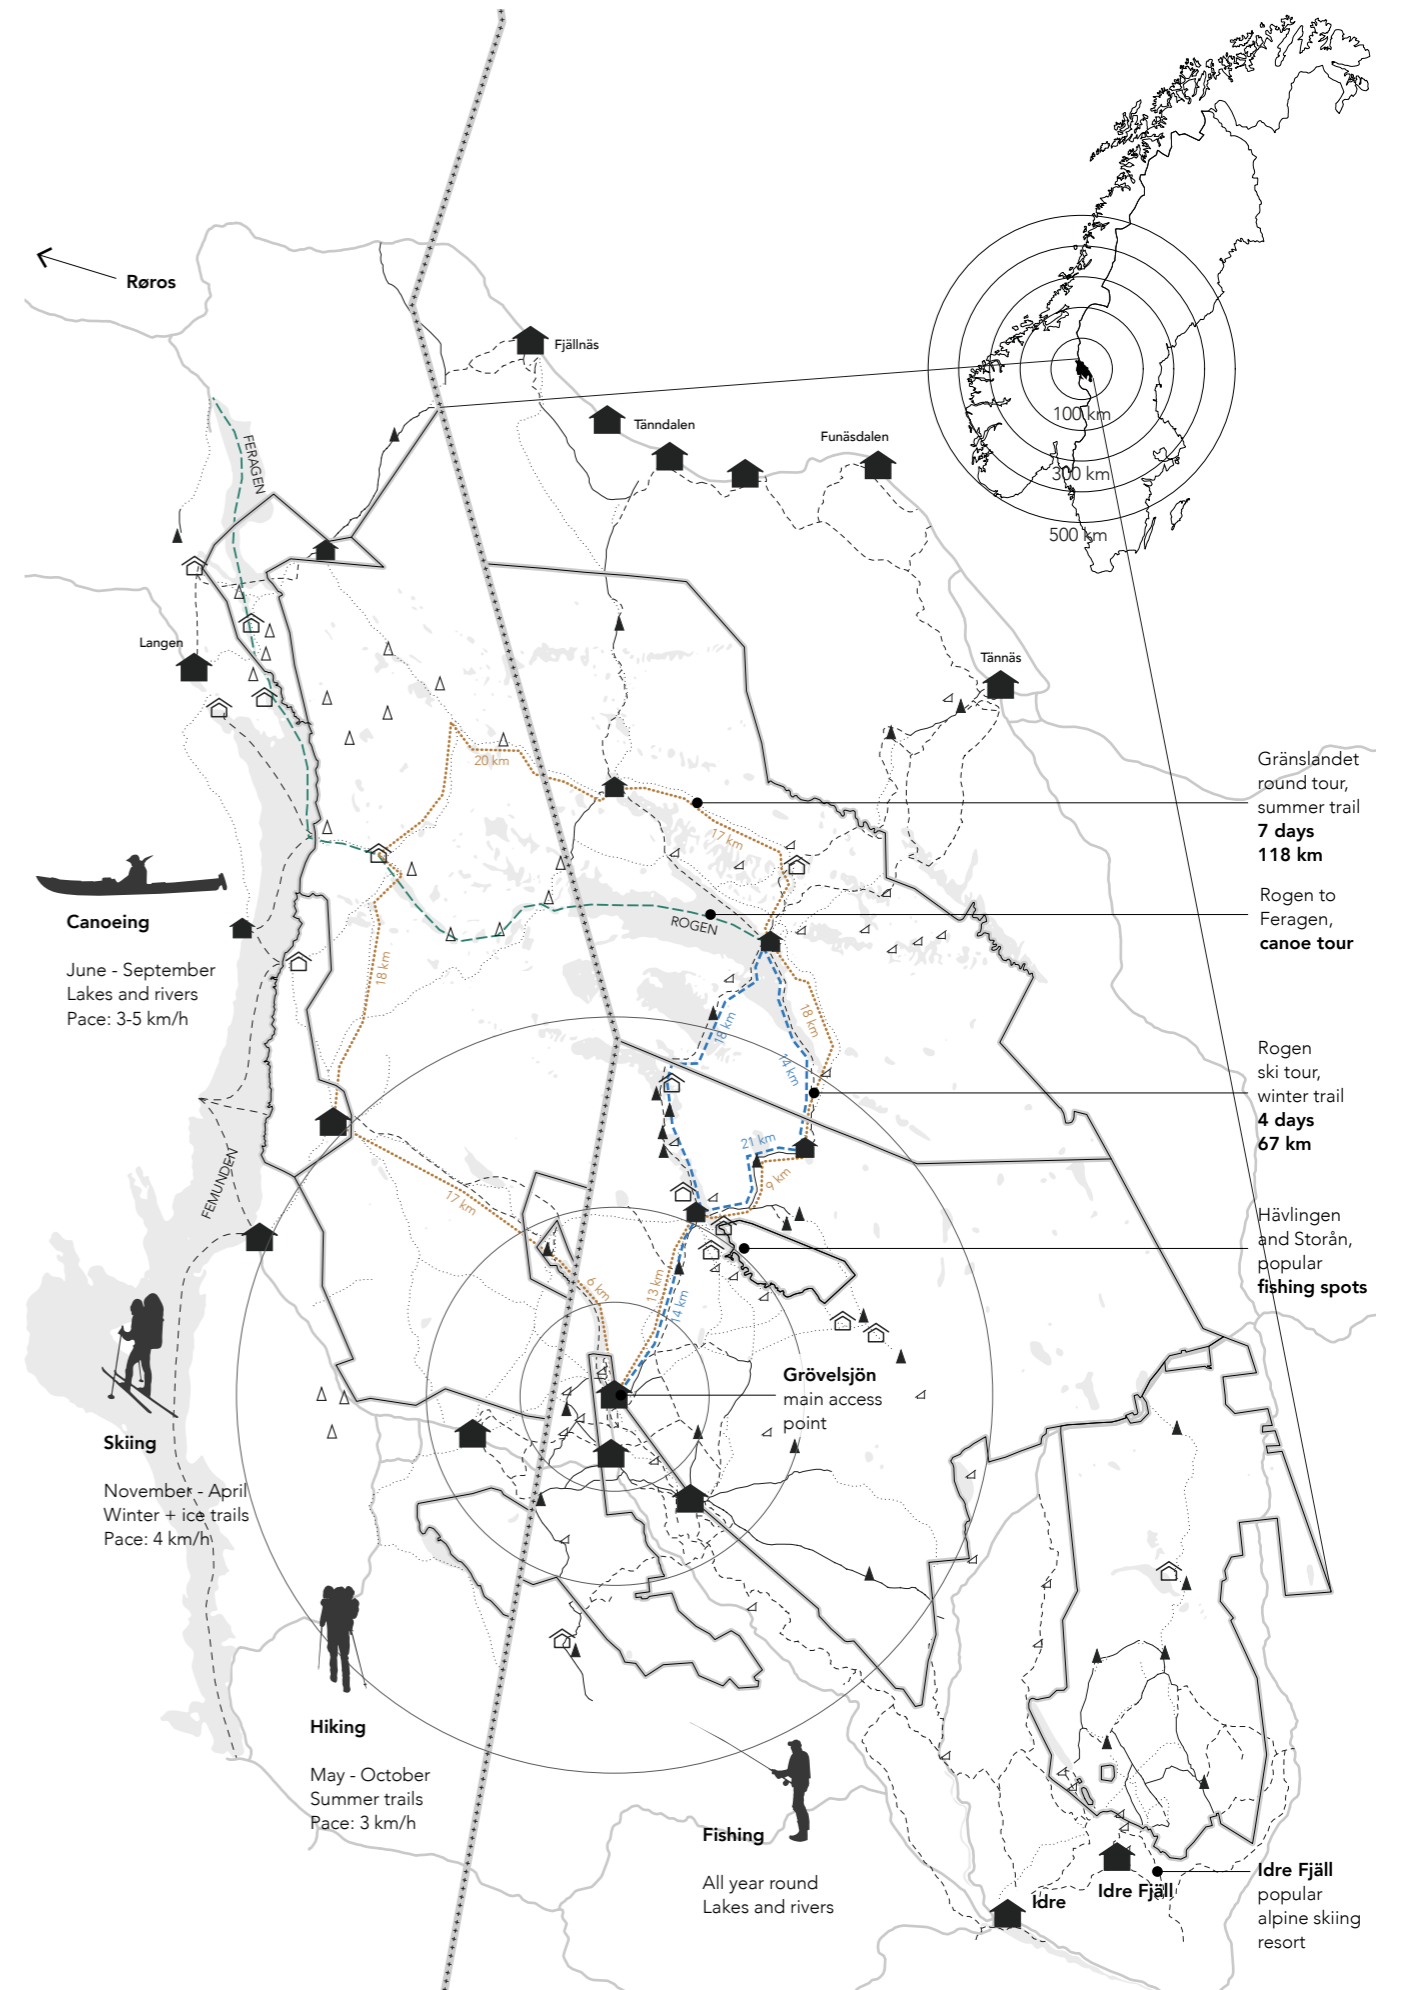 Røros
Fjällnäs
Tänndalen
Funäsdalen
100 km
300 km
500 km
FERAGEN
Langen
Tännäs
20 km
17 km
Gränslandet
round tour,
summer trail
7 days
118 km
Rogen to
Feragen,
canoe tour
ROGEN
Canoeing
June - September
Lakes and rivers
Pace: 3-5 km/h
18 km
18 km
18 km
14 km
Rogen
ski tour,
winter trail
4 days
67 km
21 km
9 km
FEMUNDEN
17 km
6 km
13 km
14 km
Hävlingen
and Storån,
popular
fishing spots
Grövelsjön
main access
point
Skiing
November - April
Winter + ice trails
Pace: 4 km/h
Hiking
May - October
Summer trails
Pace: 3 km/h
Fishing
All year round
Lakes and rivers
Idre
Idre Fjäll
Idre Fjäll
popular
alpine skiing
resort